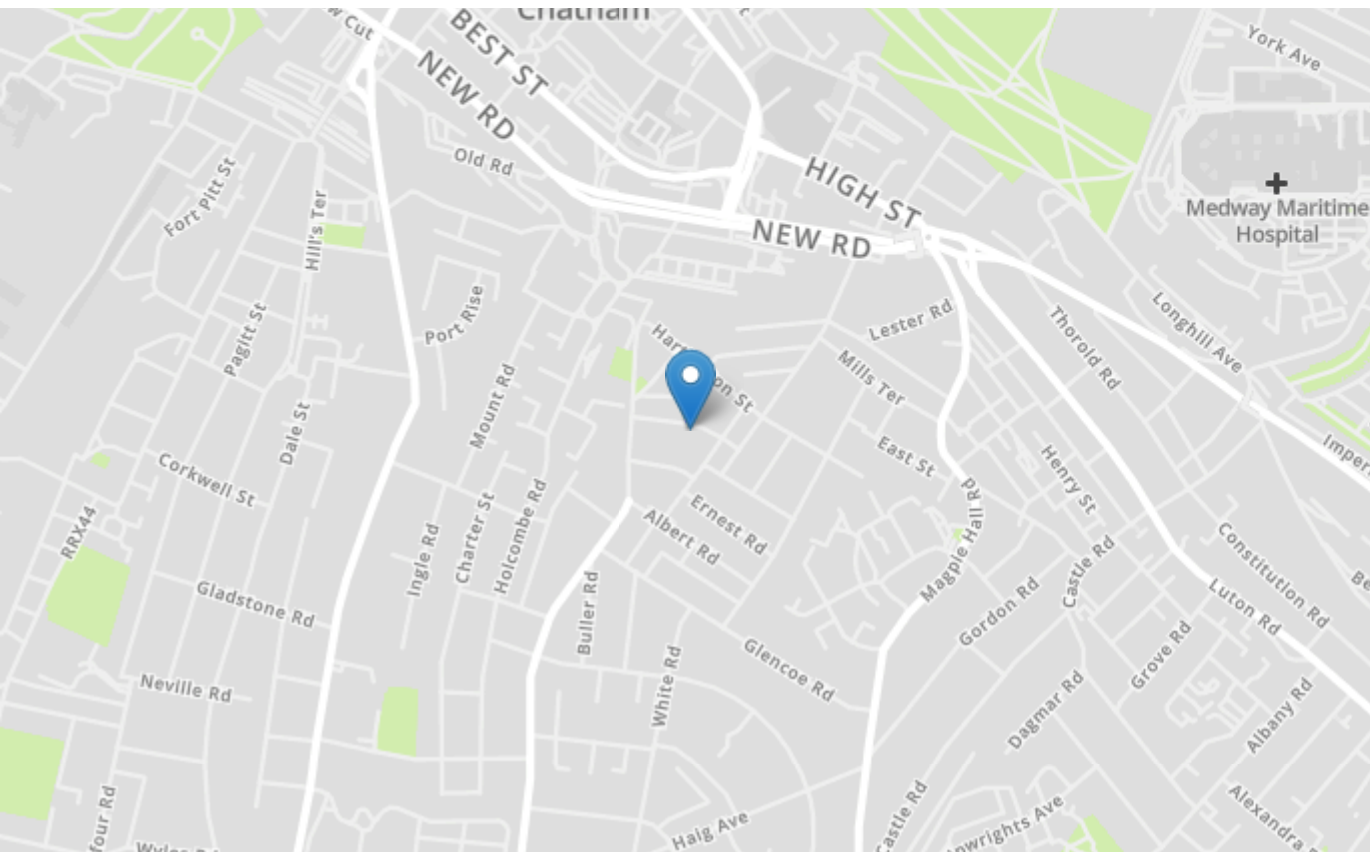 Chatham
BEST ST
NEW RD
York Ave
Old Rd
Fort Pitt St
HIGH ST
Medway Maritime
Hospital
Hill's Ter
NEW RD
Port Rise
Pagitt St
Lester Rd
Longhill Ave
Thorold Rd
Mills Ter
Mount Rd
Dale St
East St
Henry St
Corkwell St
RRX44
Ernest Rd
Albert Rd
Magpie Hall Rd
Charter St
Holcombe Rd
Ingle Rd
Castle Rd
Constitution Rd
Luton Rd
Gladstone Rd
Buller Rd
Gordon Rd
Glencoe Rd
Grove Rd
White Rd
Neville Rd
Dagmar Rd
Albany Rd
Haig Ave